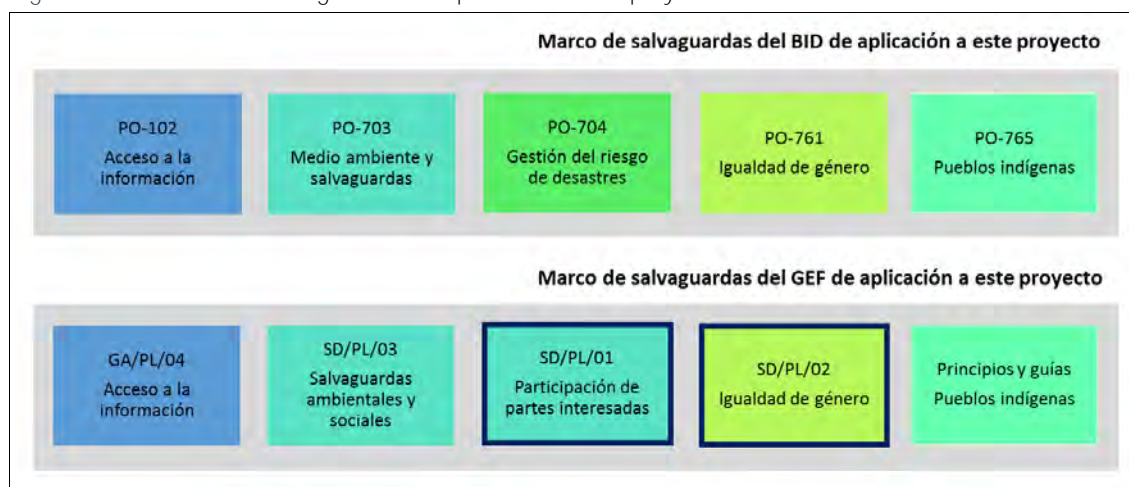 Marco de salvaguardas del BID de aplicación a este proyecto
PO-102
Acceso a la
información
PO-703
Medio ambiente y
salvaguardas
PO-704
Gestión del riesgo
de desastres
PO-761
Igualdad de género
PO-765
Pueblos indígenas
Marco de salvaguardas del GEF de aplicación a este proyecto
GA/PL/04
Acceso a la
información
SD/PL/03
Salvaguardas
ambientales y
sociales
SD/PL/01
Participación de
partes interesadas
SD/PL/02
Igualdad de género
Principios y guías
Pueblos indígenas